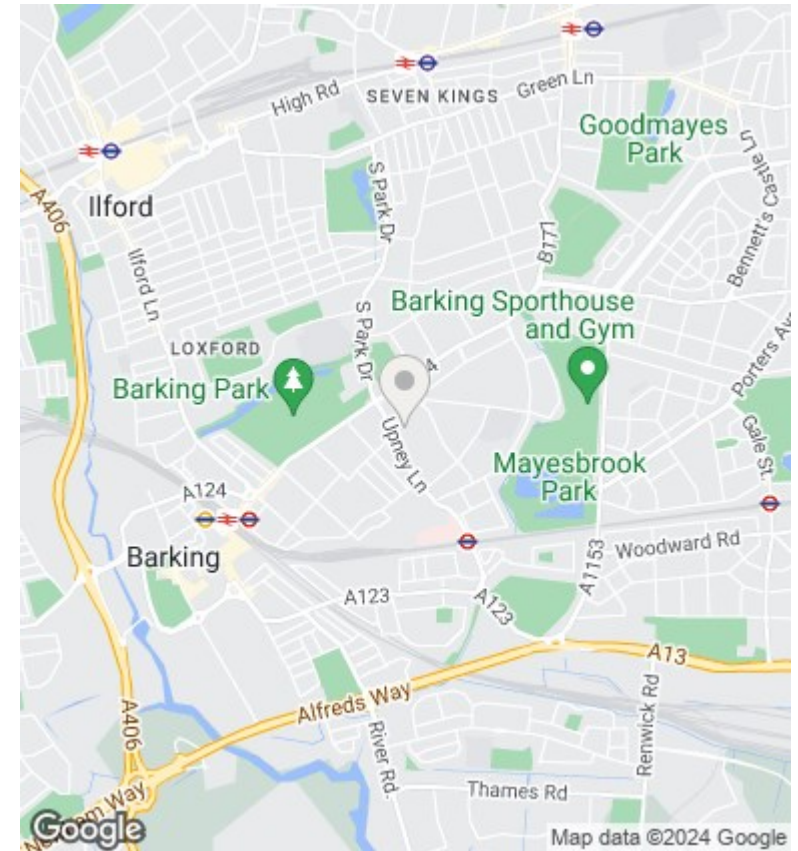 High Rd
SEVEN KINGS
Green Ln
Goodmayes
Park
Bennett's Castle Ln
Ilford
A406
S Park Dr
B177
Ilford Ln
Barking Sporthouse
and Gym
S Park Dr
LOXFORD
Barking Park
4
Porters Av
Upney Ln
Gale St.
Mayesbrook
Park
A124
Barking
Woodward Rd
A1153
A123
A123
A13
A406
Alfreds Way
River Rd.
Renwick Rd
Thames Rd
Way
Google
Map data ©2024 Google